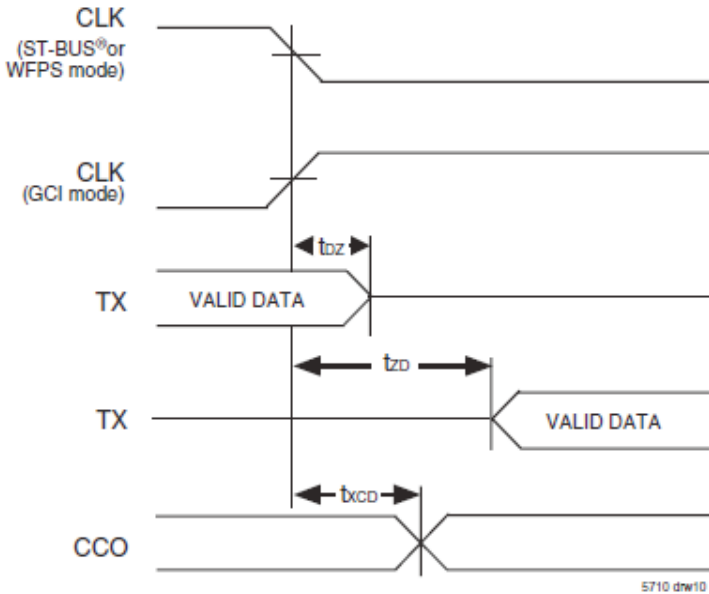 CLK
(ST-BUS®or
WFPS mode)
CLK
(GCI mode)
tDZ
TX
VALID DATA
tZD
TX
VALID DATA
tXCD
CCO
5710 drw10